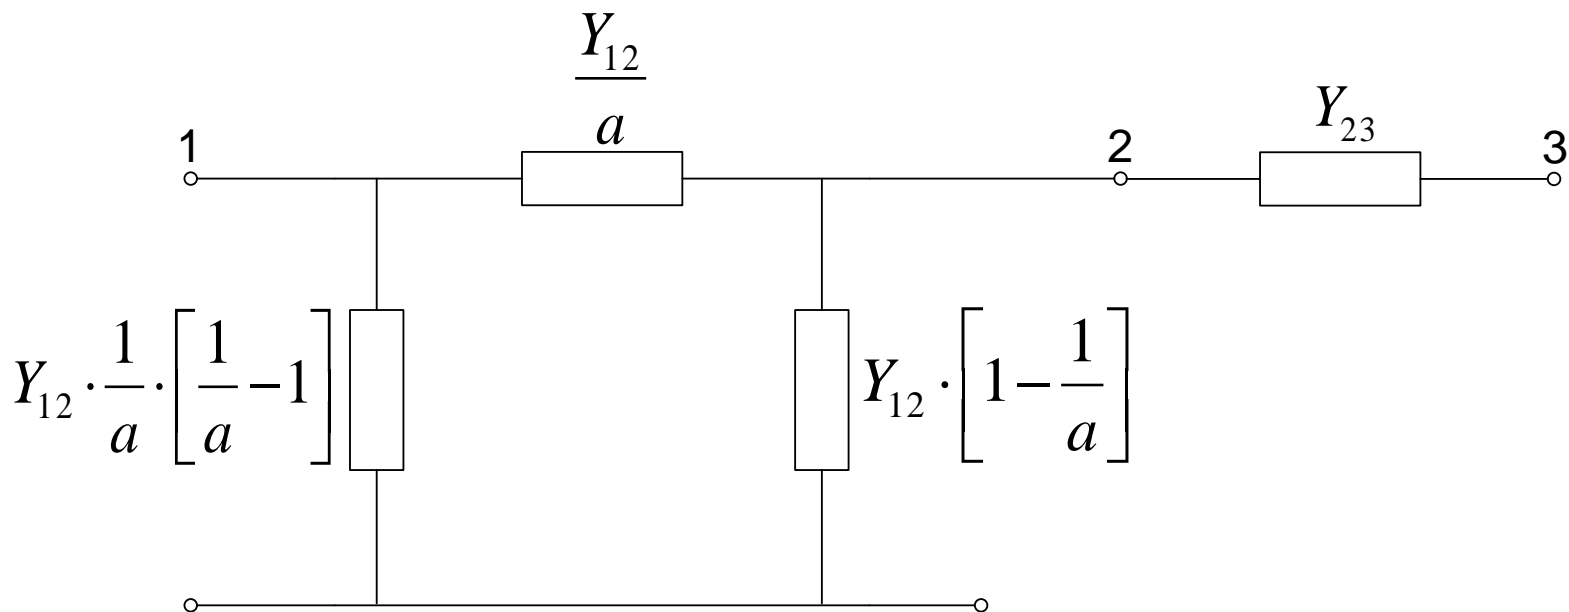 Y₁₂/a
Y₂₃
1
2
3
Y₁₂ · 1/a · [1/a − 1]
Y₁₂ · [1 − 1/a]